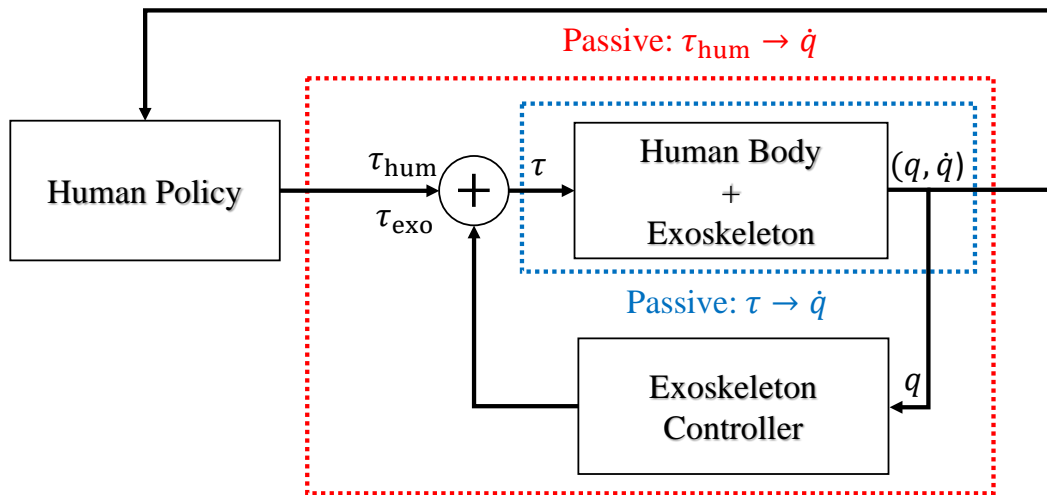 Passive: τ_hum → q̇
Human Policy
τ_hum
τ_exo
+
τ
Human Body
+
Exoskeleton
(q, q̇)
Passive: τ → q̇
Exoskeleton
Controller
q